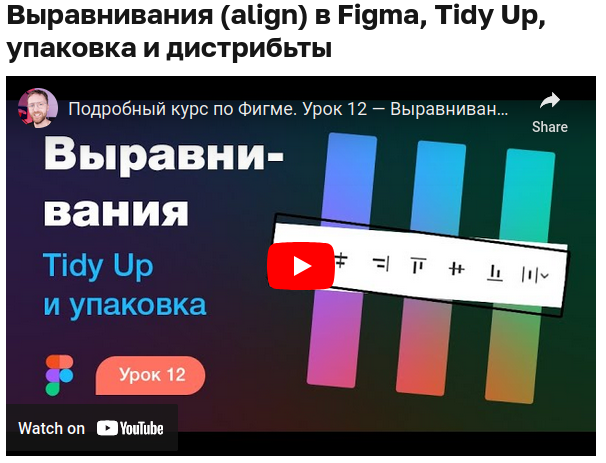 Выравнивания (align) в Figma, Tidy Up,
упаковка и дистрибьты
Подробный курс по Фигме. Урок 12 — Выравниван...
Share
Выравни-
вания
Tidy Up
и упаковка
Урок 12
Watch on YouTube